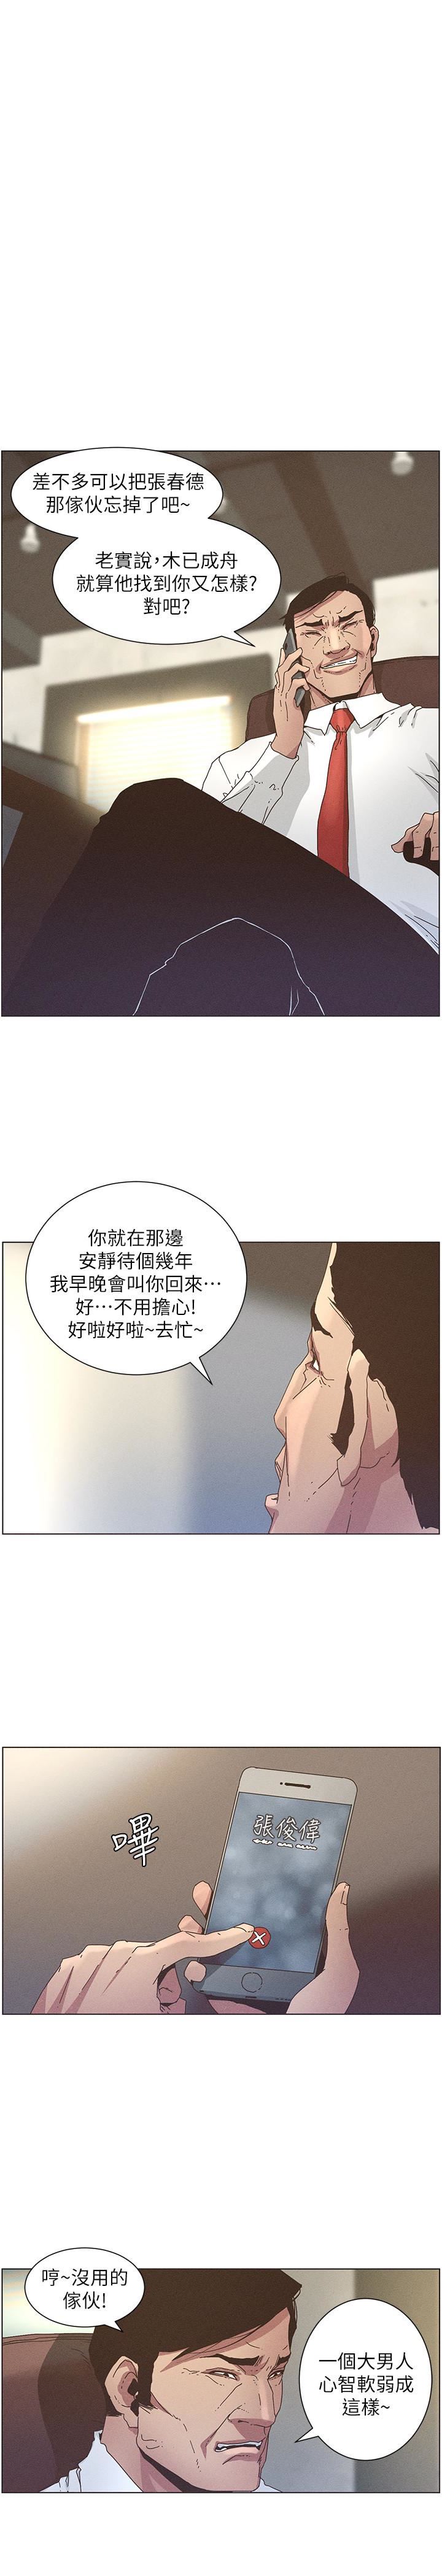 差不多可以把張春德
那傢伙忘掉了吧~
老實說，木已成舟
就算他找到你又怎樣?
對吧?
你就在那邊
安靜待個幾年
我早晚會叫你回來…
好…不用擔心!
好啦好啦~去忙~
嗶
張俊偉
哼~沒用的
傢伙!
一個大男人
心智軟弱成
這樣~